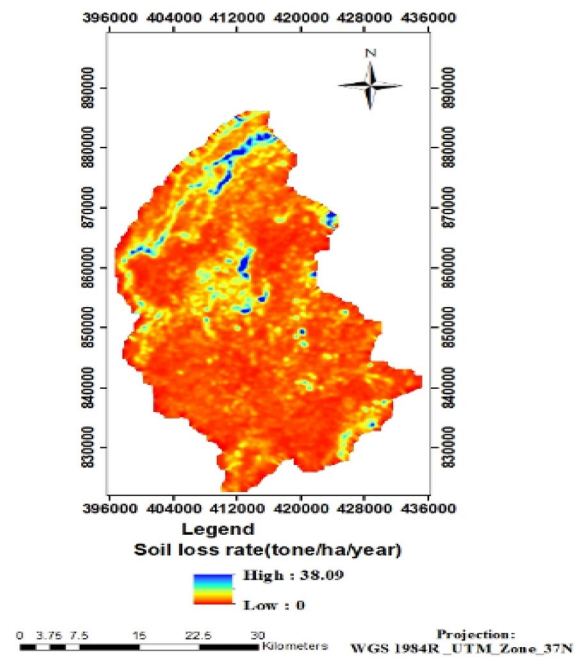 396000 404000 412000 420000 428000 436000
N
890000 890000
880000 880000
870000 870000
860000 860000
850000 850000
840000 840000
830000 830000
396000 404000 412000 420000 428000 436000
Legend
Soil loss rate(tone/ha/year)
High : 38.09
Low : 0
0 3.75 7.5 15 22.5 30
Kilometers
Projection:
WGS 1984R_UTM_Zone_37N